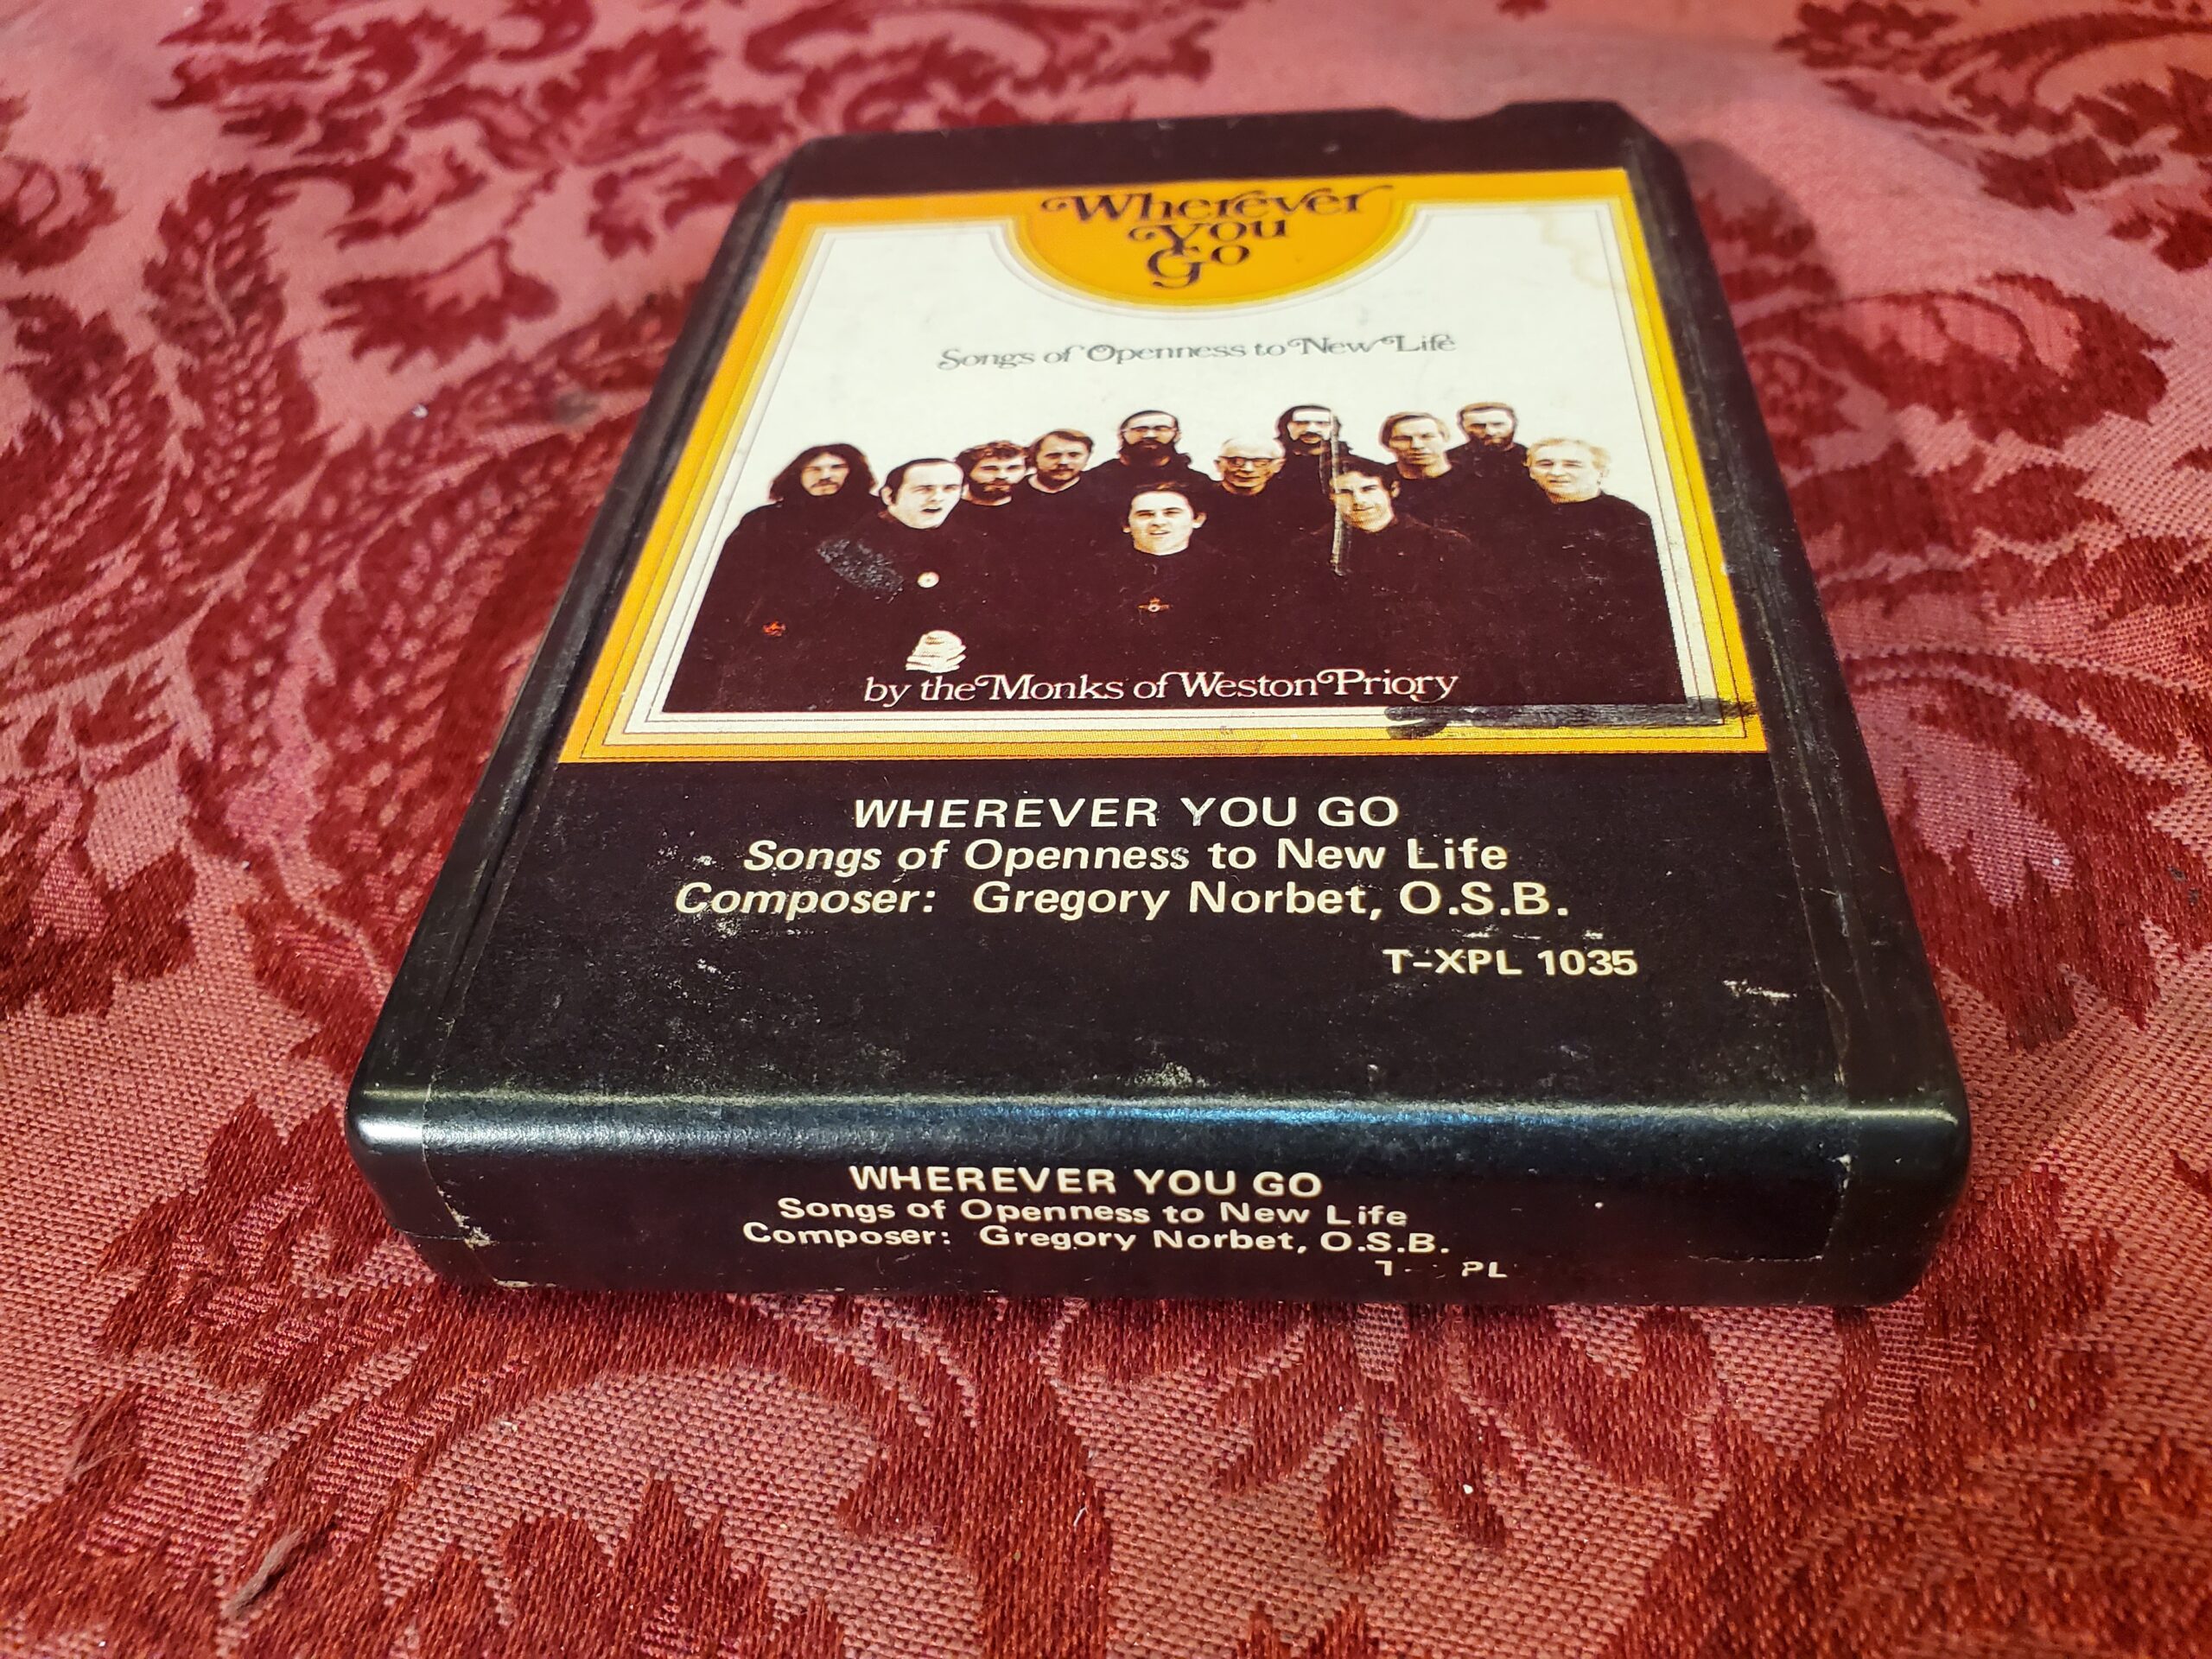 Wherever
You
Go
Songs of Openness to New Life
by the Monks of Weston Priory
WHEREVER YOU GO
Songs of Openness to New Life
Composer: Gregory Norbet, O.S.B.
T-XPL 1035
WHEREVER YOU GO
Songs of Openness to New Life
Composer: Gregory Norbet, O.S.B.
PL